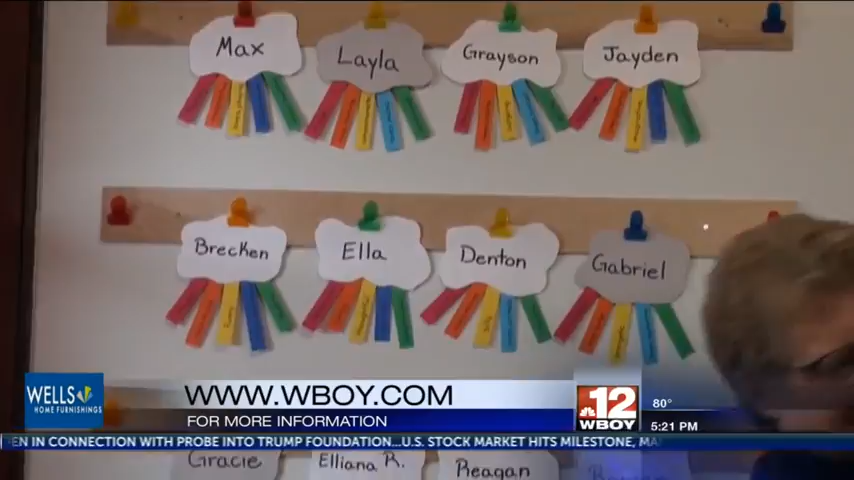 Max Layla Grayson Jayden
Brecken Ella Denton Gabriel
WELLS
HOME FURNISHINGS
WWW.WBOY.COM
FOR MORE INFORMATION
12
WBOY
80°
5:21 PM
EN IN CONNECTION WITH PROBE INTO TRUMP FOUNDATION...U.S. STOCK MARKET HITS MILESTONE,
Gracie Elliana R. Reagan